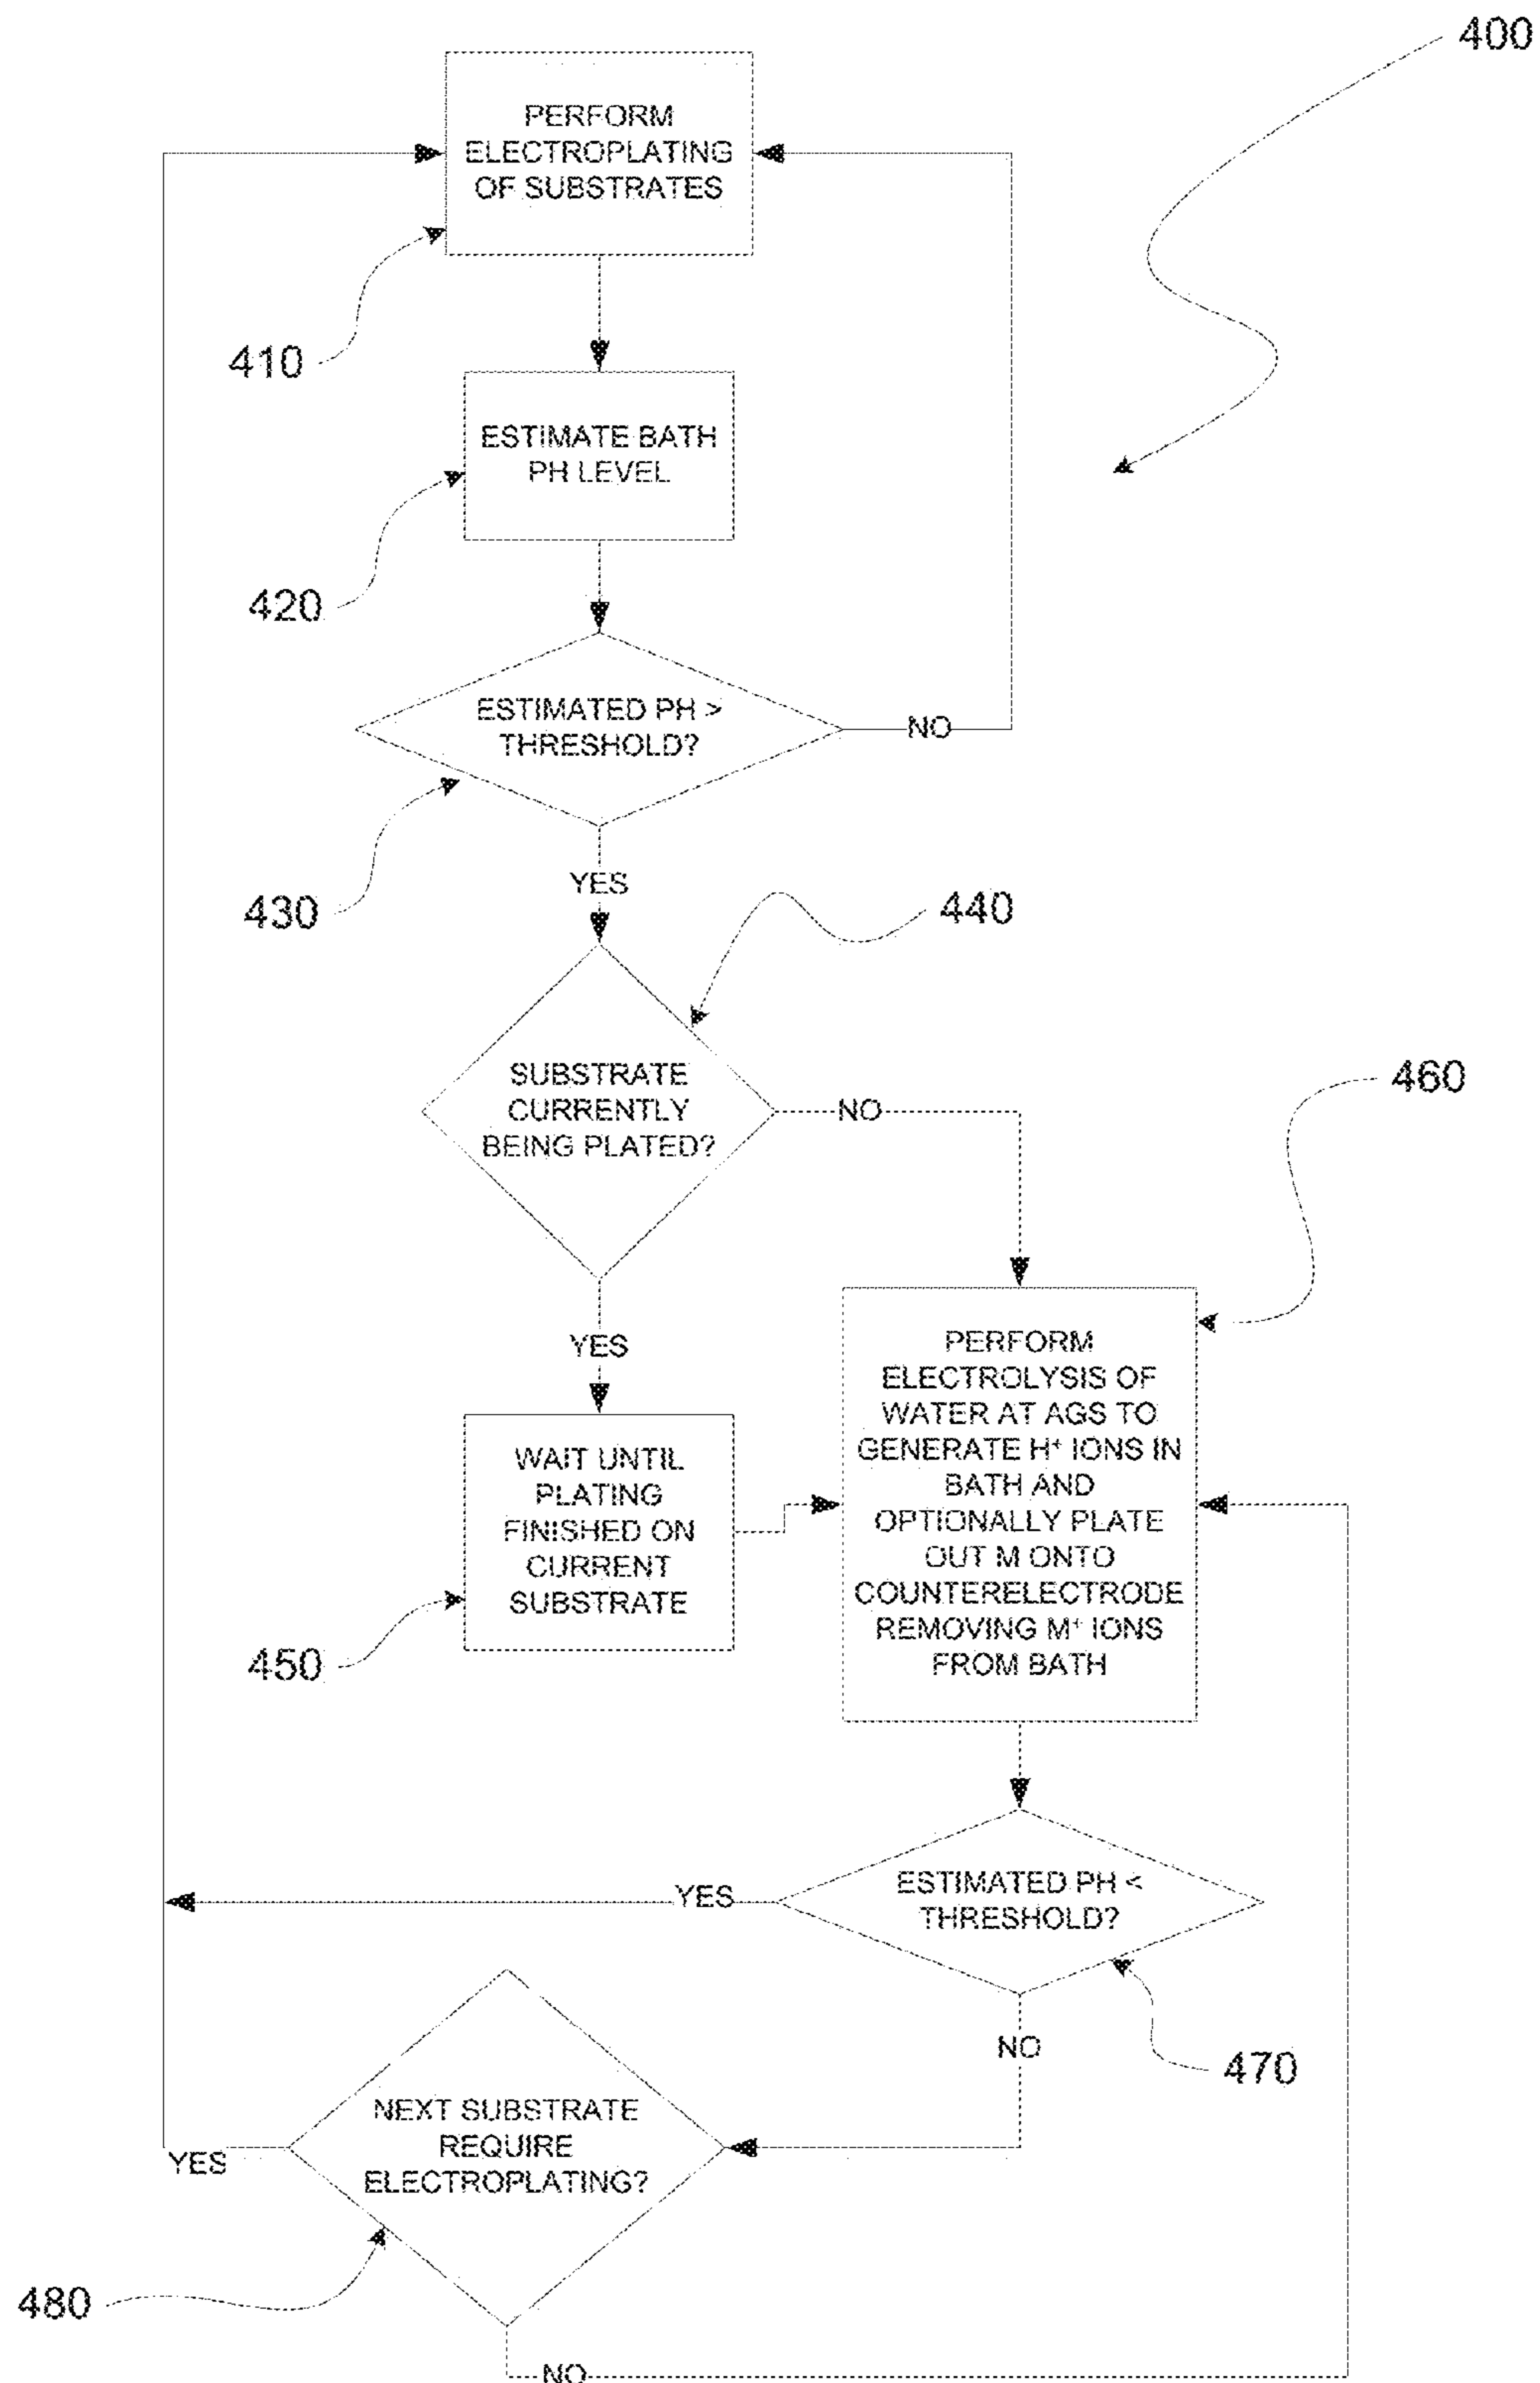 400
PERFORM
ELECTROPLATING
OF SUBSTRATES
410
ESTIMATE BATH
PH LEVEL
420
ESTIMATED PH >
THRESHOLD?
NO
430
YES
440
SUBSTRATE
CURRENTLY
BEING PLATED?
NO
460
YES
PERFORM
ELECTROLYSIS OF
WATER AT AGS TO
GENERATE H+ IONS IN
BATH AND
OPTIONALLY PLATE
OUT M ONTO
COUNTERELECTRODE
REMOVING M+ IONS
FROM BATH
WAIT UNTIL
PLATING
FINISHED ON
CURRENT
SUBSTRATE
450
YES
ESTIMATED PH <
THRESHOLD?
NO
470
NEXT SUBSTRATE
REQUIRE
ELECTROPLATING?
YES
480
NO